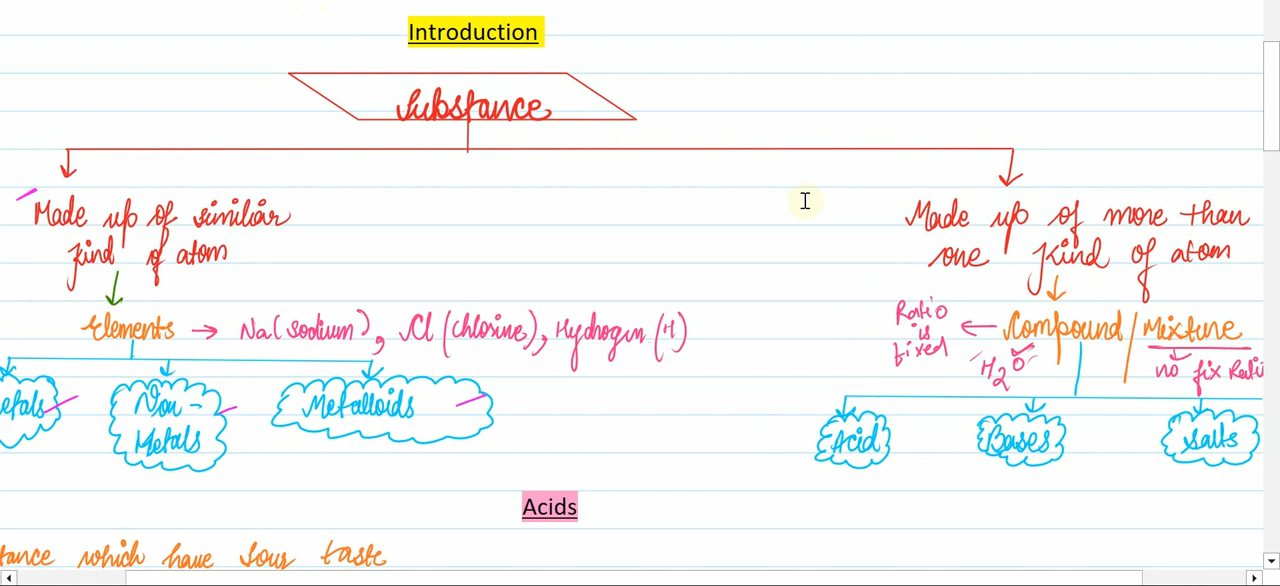 Introduction
Substance
Made up of similiar
kind of atom
Made up of more than
one kind of atom
Elements → Na(sodium), Cl (chlorine), Hydrogen (H)
Ratio
is
fixed
← Compound / Mixture
H2O
no fix Rati
etals
Non-
Metals
Metalloids
Acid
Bases
Salts
Acids
tance which have sour taste